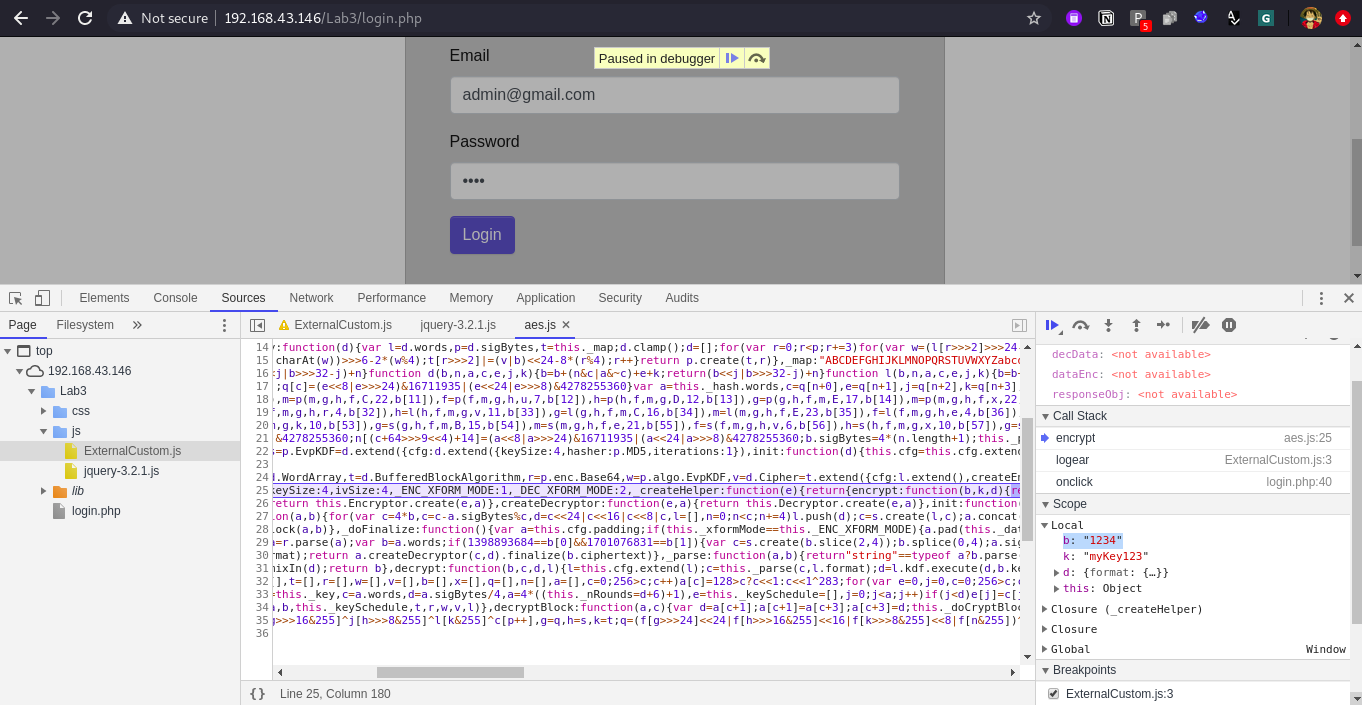 Not secure 192.168.43.146/Lab3/login.php
5
Email
Paused in debugger
admin@gmail.com
Password
••••
Login
Elements Console Sources Network Performance Memory Application Security Audits
Page Filesystem »
ExternalCustom.js jquery-3.2.1.js aes.js
top
192.168.43.146
Lab3
css
js
ExternalCustom.js
jquery-3.2.1.js
lib
login.php
14 y:function(d){var l=d.words,p=d.sigBytes,t=this._map;d.clamp();d=[];for(var r=0;r<p;r+=3)for(var w=(l[r>>>2]>>>24-
15 charAt(w))>>>6-2*(w%4);t[r>>>2]|=(v|b)<<24-8*(r%4);r++}return p.create(t,r)},_map:"ABCDEFGHIJKLMNOPQRSTUVWXYZabcd
16 <j|b>>>32-j)+n}function d(b,n,a,c,e,j,k){b=b+(n&c|a&~c)+e+k;return(b<<j|b>>>32-j)+n}function l(b,n,a,c,e,j,k){b=b+
17 ;q[c]=(e<<8|e>>>24)&16711935|(e<<24|e>>>8)&4278255360}var a=this._hash.words,c=q[n+0],e=q[n+1],j=q[n+2],k=q[n+3]
18 ),m=p(m,g,h,f,C,22,b[11]),f=p(f,m,g,h,u,7,b[12]),h=p(h,f,m,g,D,12,b[13]),g=p(g,h,f,m,E,17,b[14]),m=p(m,g,h,f,x,22,
19 f,m,g,h,r,4,b[32]),h=l(h,f,m,g,v,11,b[33]),g=l(g,h,f,m,C,16,b[34]),m=l(m,g,h,f,E,23,b[35]),f=l(f,m,g,h,e,4,b[36])
20 m,g,k,10,b[53]),g=s(g,h,f,m,B,15,b[54]),m=s(m,g,h,f,e,21,b[55]),f=s(f,m,g,h,v,6,b[56]),h=s(h,f,m,g,x,10,b[57]),g=s
21 &4278255360;n[(c+64>>>9<<4)+14]=(a<<8|a>>>24)&16711935|(a<<24|a>>>8)&4278255360;b.sigBytes=4*(n.length+1);this._p
22 s=p.EvpKDF=d.extend({cfg:d.extend({keySize:4,hasher:p.MD5,iterations:1}),init:function(d){this.cfg=this.cfg.exten
23
24 d.WordArray,t=d.BufferedBlockAlgorithm,r=p.enc.Base64,w=p.algo.EvpKDF,v=d.Cipher=t.extend({cfg:l.extend(),createEn
25 keySize:4,ivSize:4,_ENC_XFORM_MODE:1,_DEC_XFORM_MODE:2,_createHelper:function(e){return{encrypt:function(b,k,d){re
26 return this.Encryptor.create(e,a)},createDecryptor:function(e,a){return this.Decryptor.create(e,a)},init:function(
27 ion(a,b){for(var c=4*b,c=c-a.sigBytes%c,d=c<<24|c<<16|c<<8|c,l=[],n=0;n<c;n+=4)l.push(d);c=s.create(l,c);a.concat
28 lock(a,b)},_doFinalize:function(){var a=this.cfg.padding;if(this._xformMode==this._ENC_XFORM_MODE){a.pad(this._dat
29 a=r.parse(a);var b=a.words;if(1398893684==b[0]&&1701076831==b[1]){var c=s.create(b.slice(2,4));b.splice(0,4);a.sig
30 rmat);return a.createDecryptor(c,d).finalize(b.ciphertext)},_parse:function(a,b){return"string"==typeof a?b.parse
31 mixIn(d);return b},decrypt:function(b,c,d,l){l=this.cfg.extend(l);c=this._parse(c,l.format);d=l.kdf.execute(d,b.ke
32 [],t=[],r=[],w=[],v=[],b=[],x=[],q=[],n=[],a=[],c=0;256>c;c++)a[c]=128>c?c<<1:c<<1^283;for(var e=0,j=0,c=0;256>c;c
33 =this._key,c=a.words,d=a.sigBytes/4,a=4*((this._nRounds=d+6)+1),e=this._keySchedule=[],j=0;j<a;j++)if(j<d)e[j]=c[j
34 a,b,this._keySchedule,t,r,w,v,l)},decryptBlock:function(a,c){var d=a[c+1];a[c+1]=a[c+3];a[c+3]=d;this._doCryptBloc
35 g>>>16&255]^j[h>>>8&255]^l[k&255]^c[p++],g=q,h=s,k=t;q=(f[g>>>24]<<24|f[h>>>16&255]<<16|f[k>>>8&255]<<8|f[n&255])^
36
{} Line 25, Column 180
decData: <not available>
dataEnc: <not available>
responseObj: <not available>
Call Stack
encrypt aes.js:25
logear ExternalCustom.js:3
onclick login.php:40
Scope
Local
b: "1234"
k: "myKey123"
d: {format: {…}}
this: Object
Closure (_createHelper)
Closure
Global Window
Breakpoints
ExternalCustom.js:3